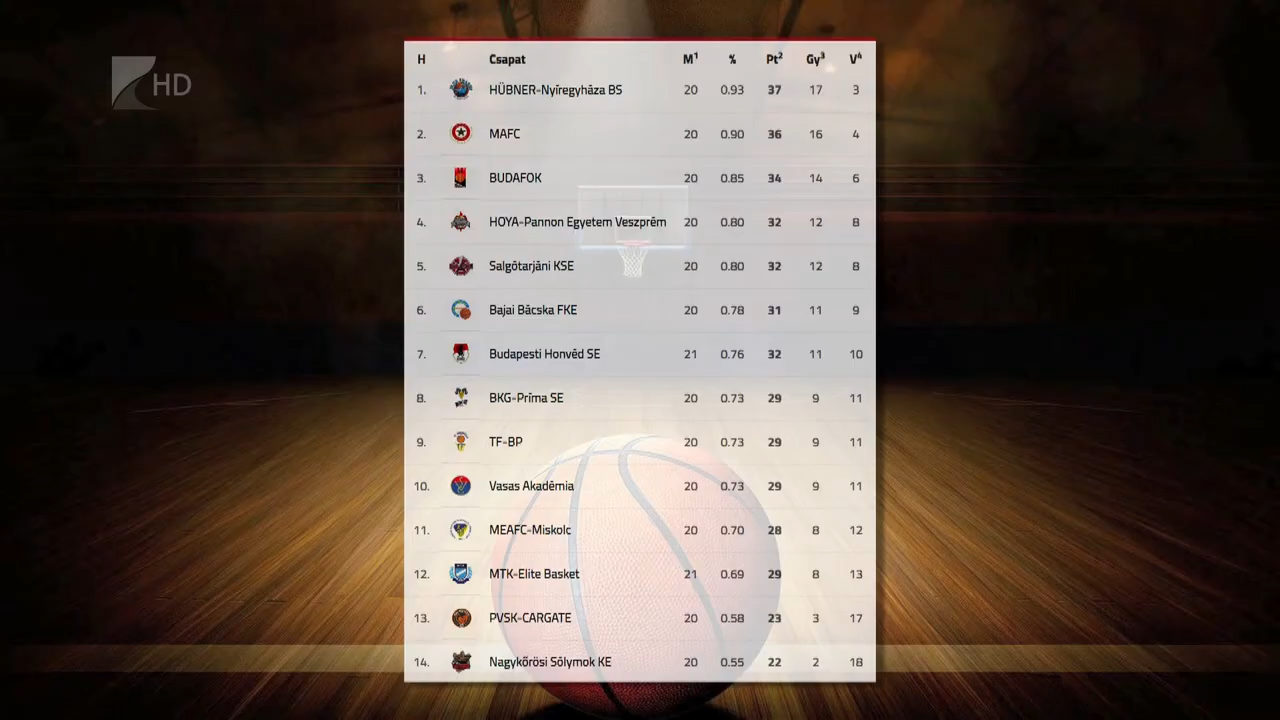 HD
H Csapat M¹ % Pt² Gy³ V⁴
1. HÜBNER-Nyíregyháza BS 20 0.93 37 17 3
2. MAFC 20 0.90 36 16 4
3. BUDAFOK 20 0.85 34 14 6
4. HOYA-Pannon Egyetem Veszprém 20 0.80 32 12 8
5. Salgótarjáni KSE 20 0.80 32 12 8
6. Bajai Bácska FKE 20 0.78 31 11 9
7. Budapesti Honvéd SE 21 0.76 32 11 10
8. BKG-Príma SE 20 0.73 29 9 11
9. TF-BP 20 0.73 29 9 11
10. Vasas Akadémia 20 0.73 29 9 11
11. MEAFC-Miskolc 20 0.70 28 8 12
12. MTK-Elite Basket 21 0.69 29 8 13
13. PVSK-CARGATE 20 0.58 23 3 17
14. Nagykőrösi Sólymok KE 20 0.55 22 2 18